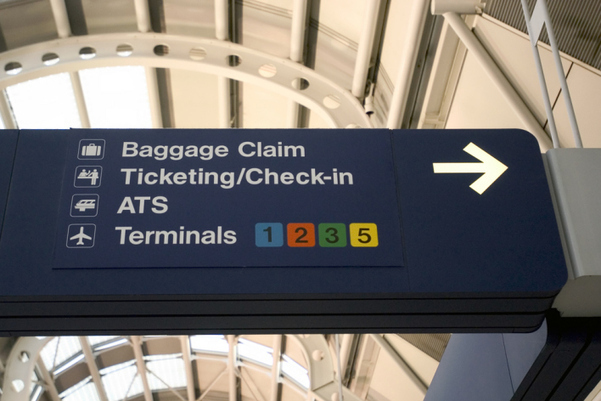 Baggage Claim
Ticketing/Check-in
ATS
Terminals 1 2 3 5